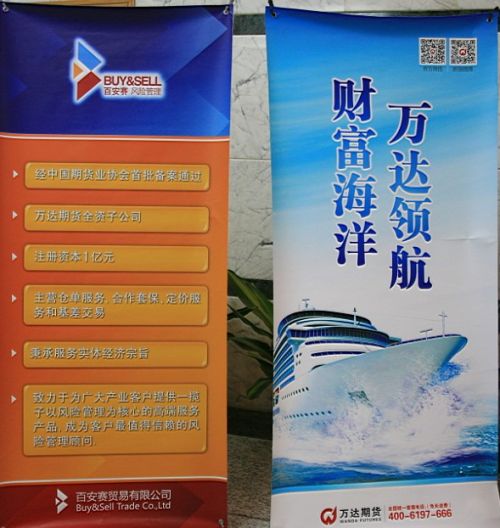 BUY&SELL
百安赛 风险管理
经中国期货业协会首批备案通过
万达期货全资子公司
注册资本1亿元
主营仓单服务, 合作套保, 定价服
务和基差交易
秉承服务实体经济宗旨
致力于为广大产业客户提供一揽
子以风险管理为核心的高端服务
产品, 成为客户最值得信赖的风
险管理顾问.
百安赛贸易有限公司
Buy&Sell Trade Co.,Ltd
万达领航
财富海洋
万达期货
WANDA FUTURES
400-6197-666